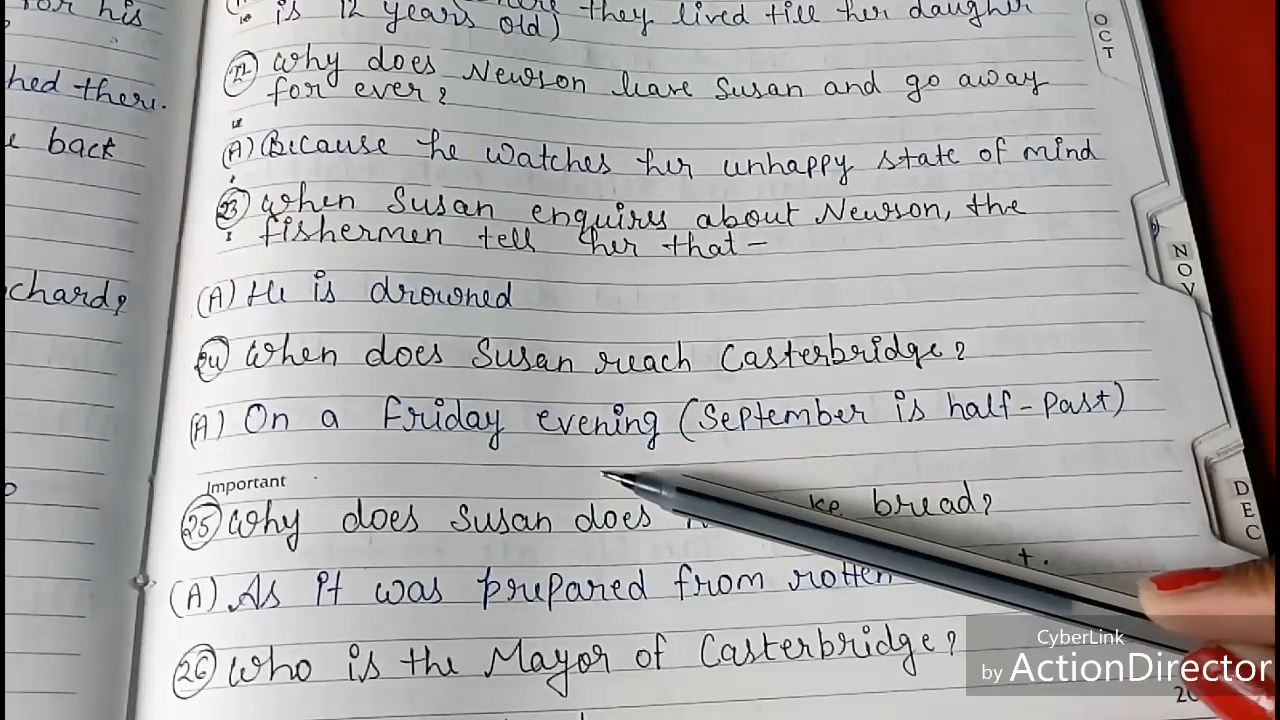 for his
hed there.
e back
chard?
is 12 years old) they lived till her daugher
22 Why does Newson leave Susan and go away
for ever?
(A) Because he watches her unhappy state of mind
23 When Susan enquires about Newson, the
fishermen tell her that-
(A) He is drowned
24 When does Susan reach Casterbridge?
(A) On a Friday evening (September is half-Past)
Important
25 Why does Susan does ke bread?
(A) As it was prepared from rotten t.
26 Who is the Mayor of Casterbridge?
OCT
NOV
DEC
20
CyberLink
by ActionDirector